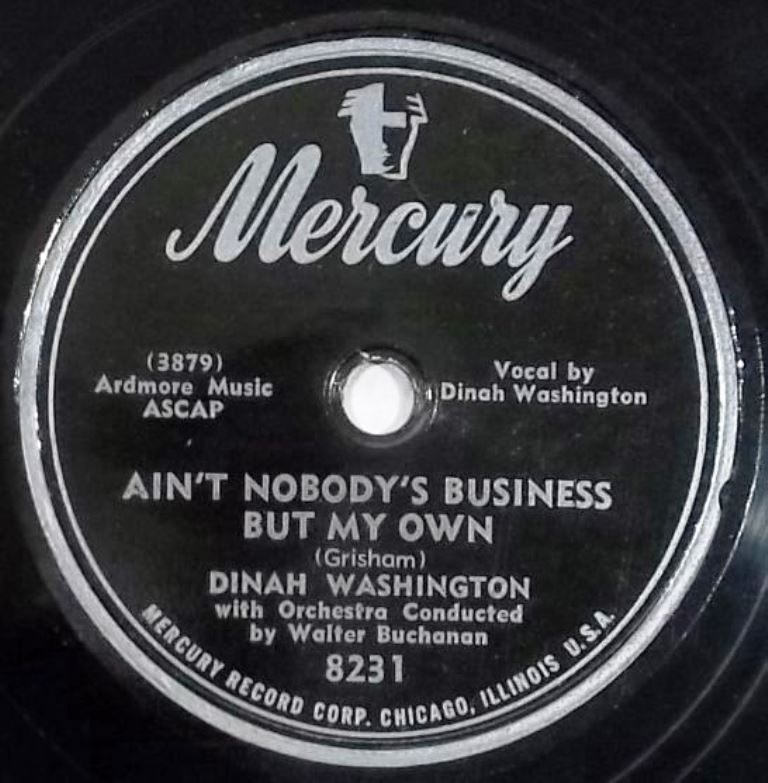 Mercury
(3879)
Ardmore Music
ASCAP
Vocal by
Dinah Washington
AIN'T NOBODY'S BUSINESS
BUT MY OWN
(Grisham)
DINAH WASHINGTON
with Orchestra Conducted
by Walter Buchanan
8231
MERCURY RECORD CORP. CHICAGO, ILLINOIS U.S.A.